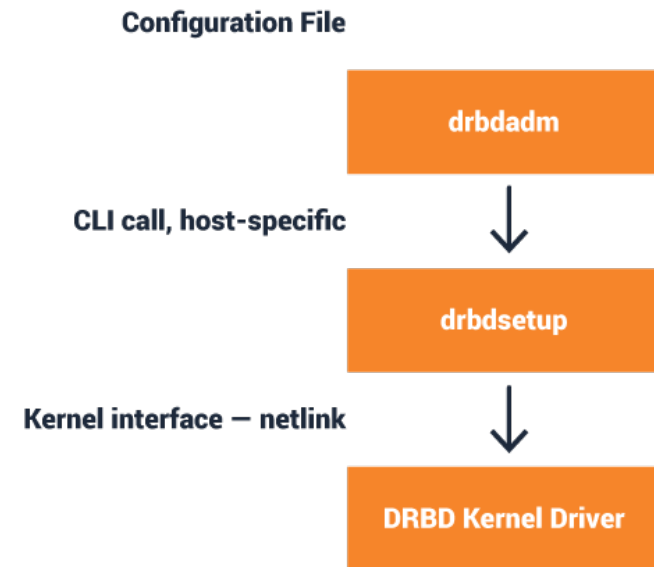 Configuration File
drbdadm
CLI call, host-specific
drbdsetup
Kernel interface — netlink
DRBD Kernel Driver